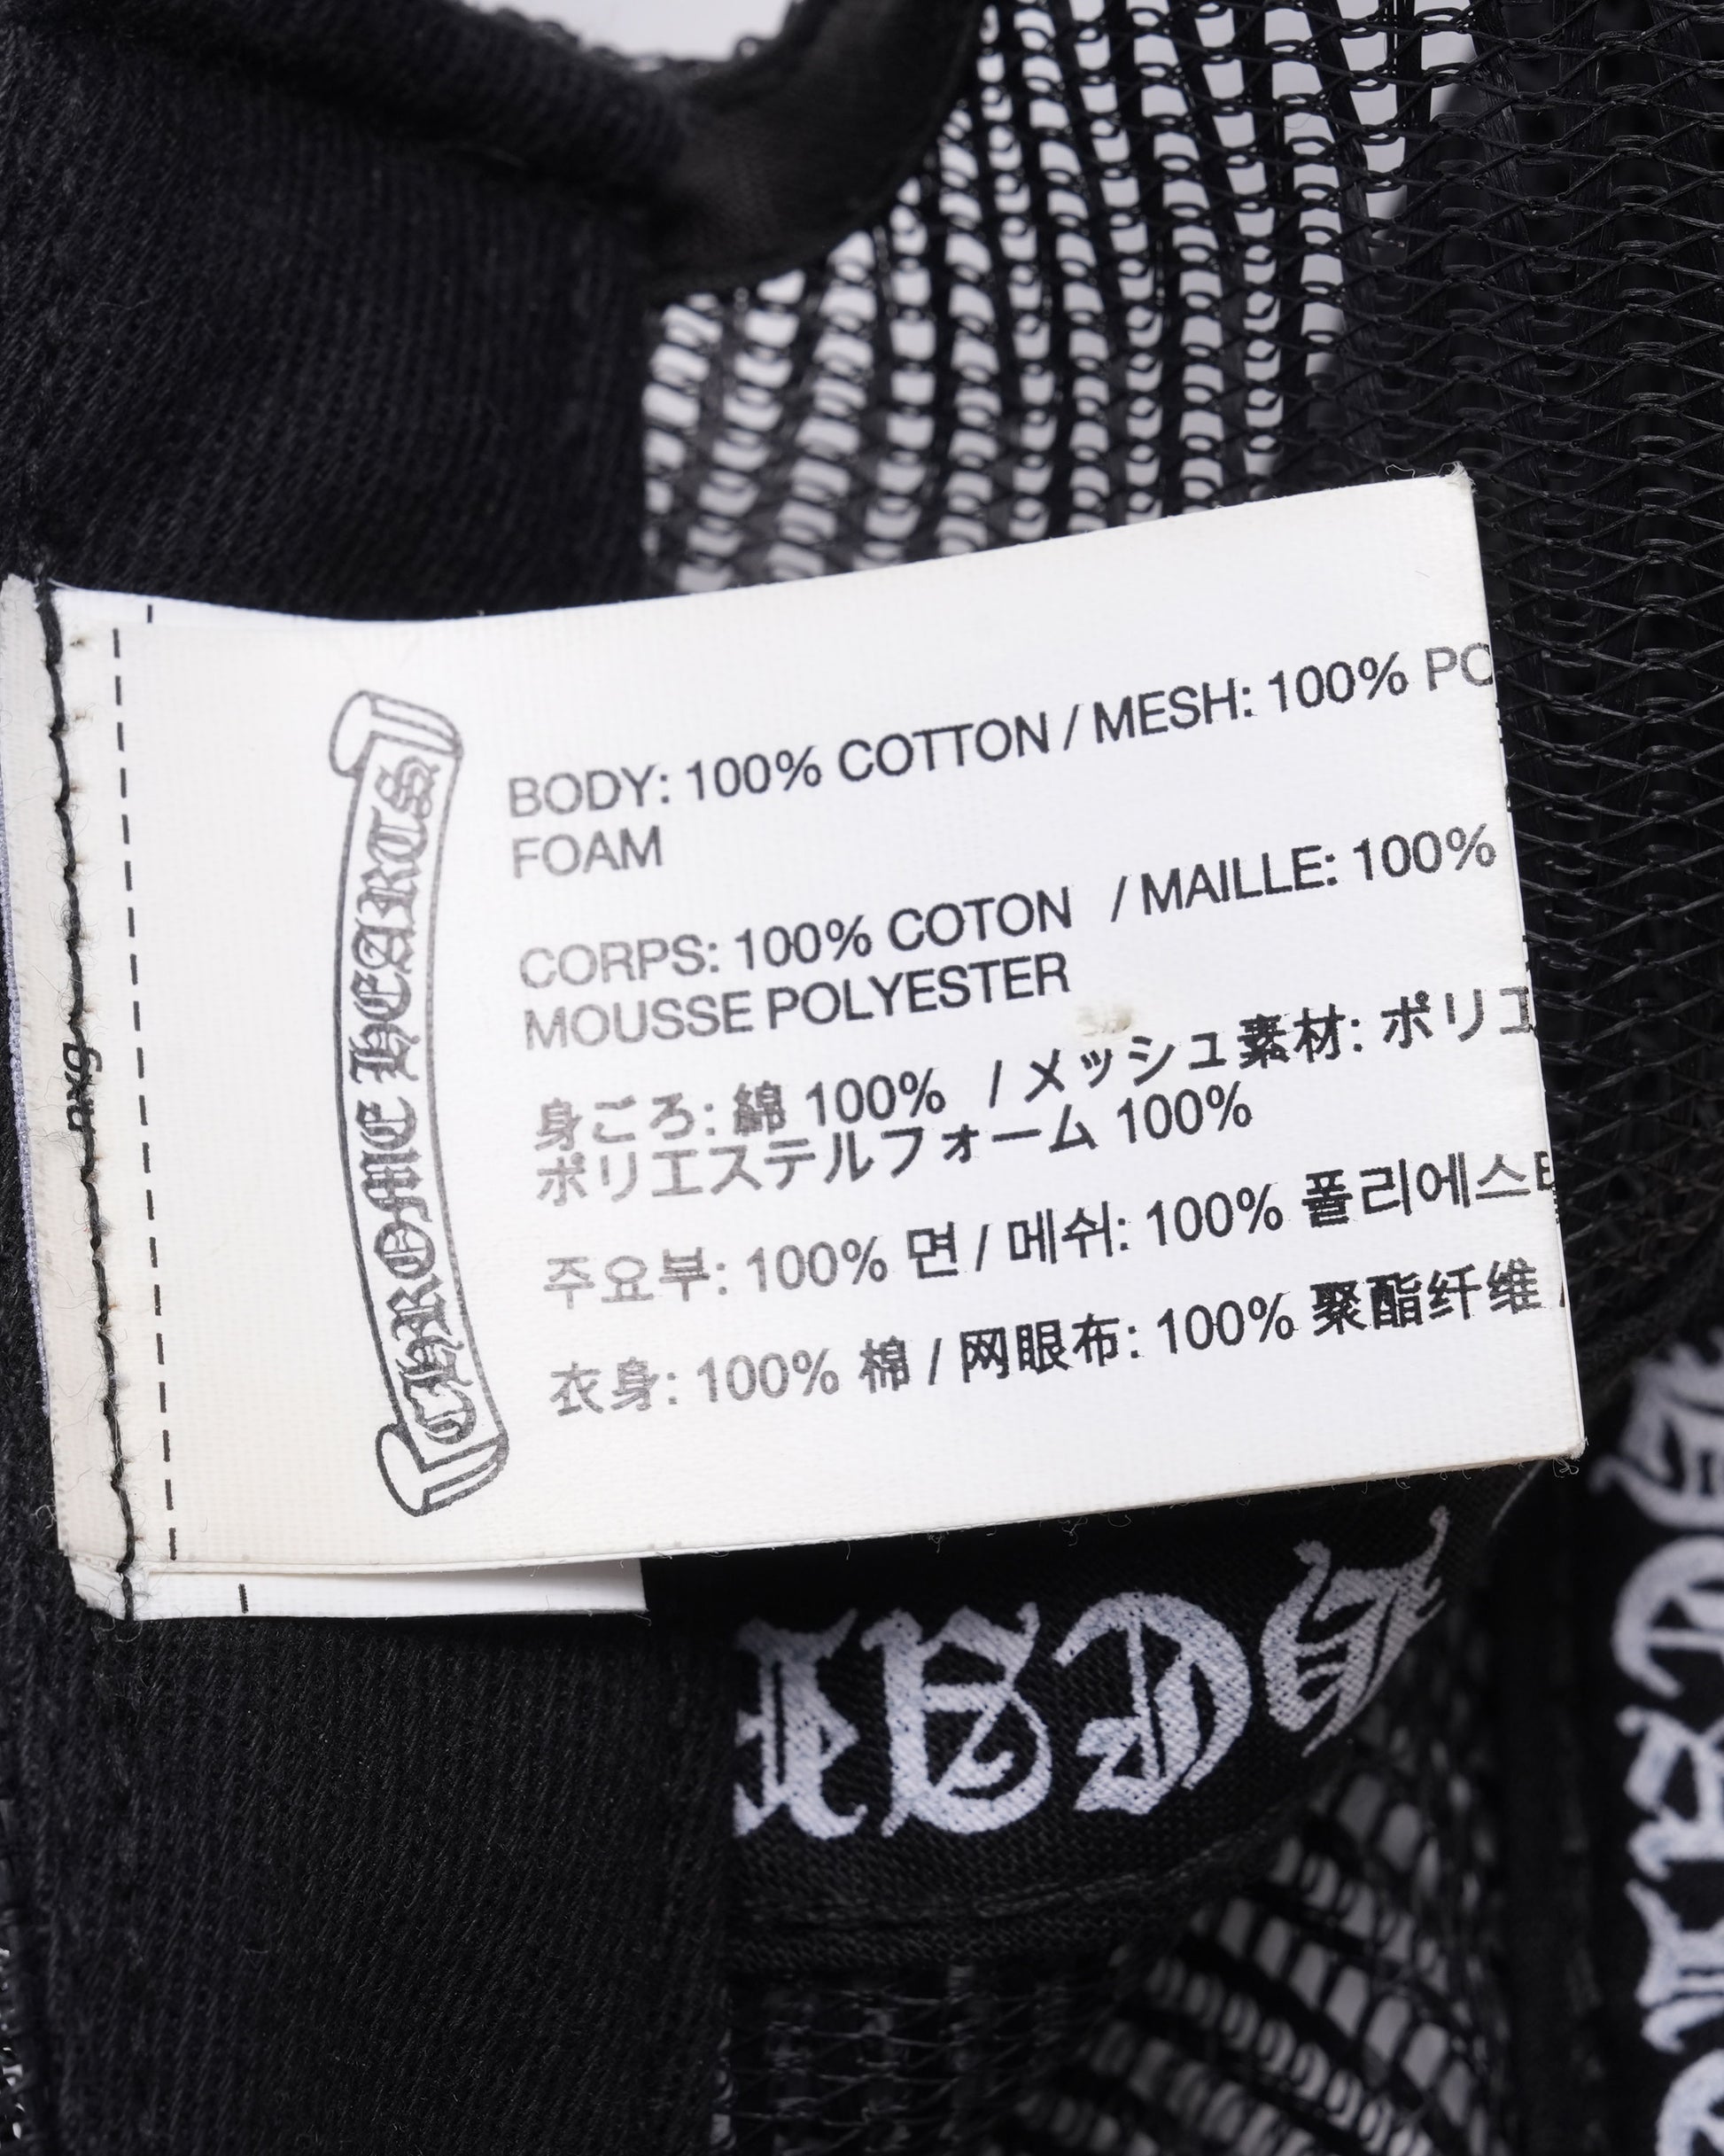 CHROME HEARTS
BODY: 100% COTTON / MESH: 100% PO
FOAM
CORPS: 100% COTON / MAILLE: 100%
MOUSSE POLYESTER
身ごろ: 綿 100% / メッシュ素材: ポリエ
ポリエステルフォーム 100%
주요부: 100% 면 / 메쉬: 100% 폴리에스
衣身: 100% 棉 / 网眼布: 100% 聚酯纤维